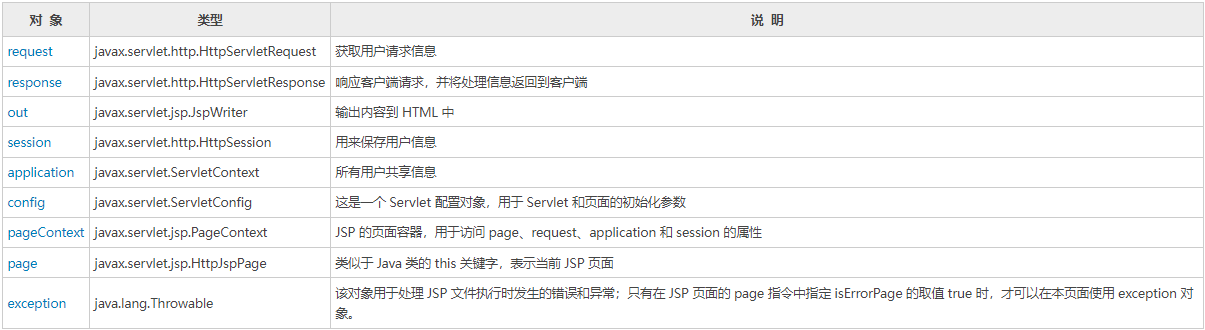 对 象 类型 说 明
request javax.servlet.http.HttpServletRequest 获取用户请求信息
response javax.servlet.http.HttpServletResponse 响应客户端请求，并将处理信息返回到客户端
out javax.servlet.jsp.JspWriter 输出内容到 HTML 中
session javax.servlet.http.HttpSession 用来保存用户信息
application javax.servlet.ServletContext 所有用户共享信息
config javax.servlet.ServletConfig 这是一个 Servlet 配置对象，用于 Servlet 和页面的初始化参数
pageContext javax.servlet.jsp.PageContext JSP 的页面容器，用于访问 page、request、application 和 session 的属性
page javax.servlet.jsp.HttpJspPage 类似于 Java 类的 this 关键字，表示当前 JSP 页面
exception java.lang.Throwable 该对象用于处理 JSP 文件执行时发生的错误和异常；只有在 JSP 页面的 page 指令中指定 isErrorPage 的取值 true 时，才可以在本页面使用 exception 对
象。